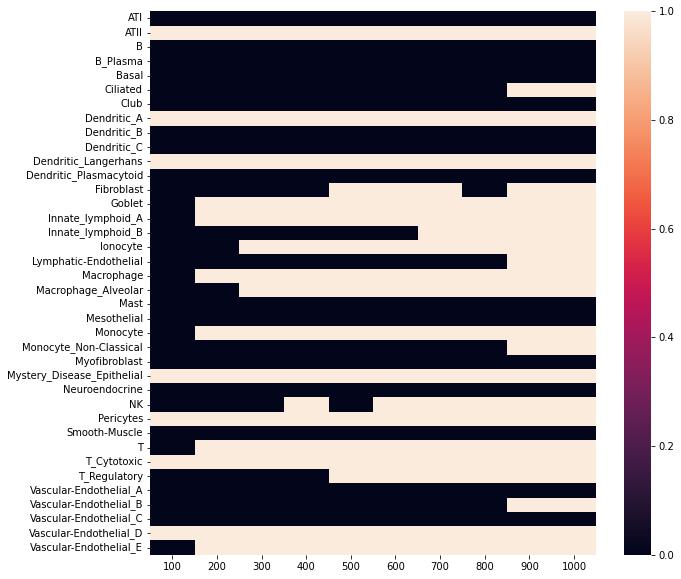 ATI
ATII
B
B_Plasma
Basal
Ciliated
Club
Dendritic_A
Dendritic_B
Dendritic_C
Dendritic_Langerhans
Dendritic_Plasmacytoid
Fibroblast
Goblet
Innate_lymphoid_A
Innate_lymphoid_B
Ionocyte
Lymphatic-Endothelial
Macrophage
Macrophage_Alveolar
Mast
Mesothelial
Monocyte
Monocyte_Non-Classical
Myofibroblast
Mystery_Disease_Epithelial
Neuroendocrine
NK
Pericytes
Smooth-Muscle
T
T_Cytotoxic
T_Regulatory
Vascular-Endothelial_A
Vascular-Endothelial_B
Vascular-Endothelial_C
Vascular-Endothelial_D
Vascular-Endothelial_E
100 200 300 400 500 600 700 800 900 1000
1.0
0.8
0.6
0.4
0.2
0.0